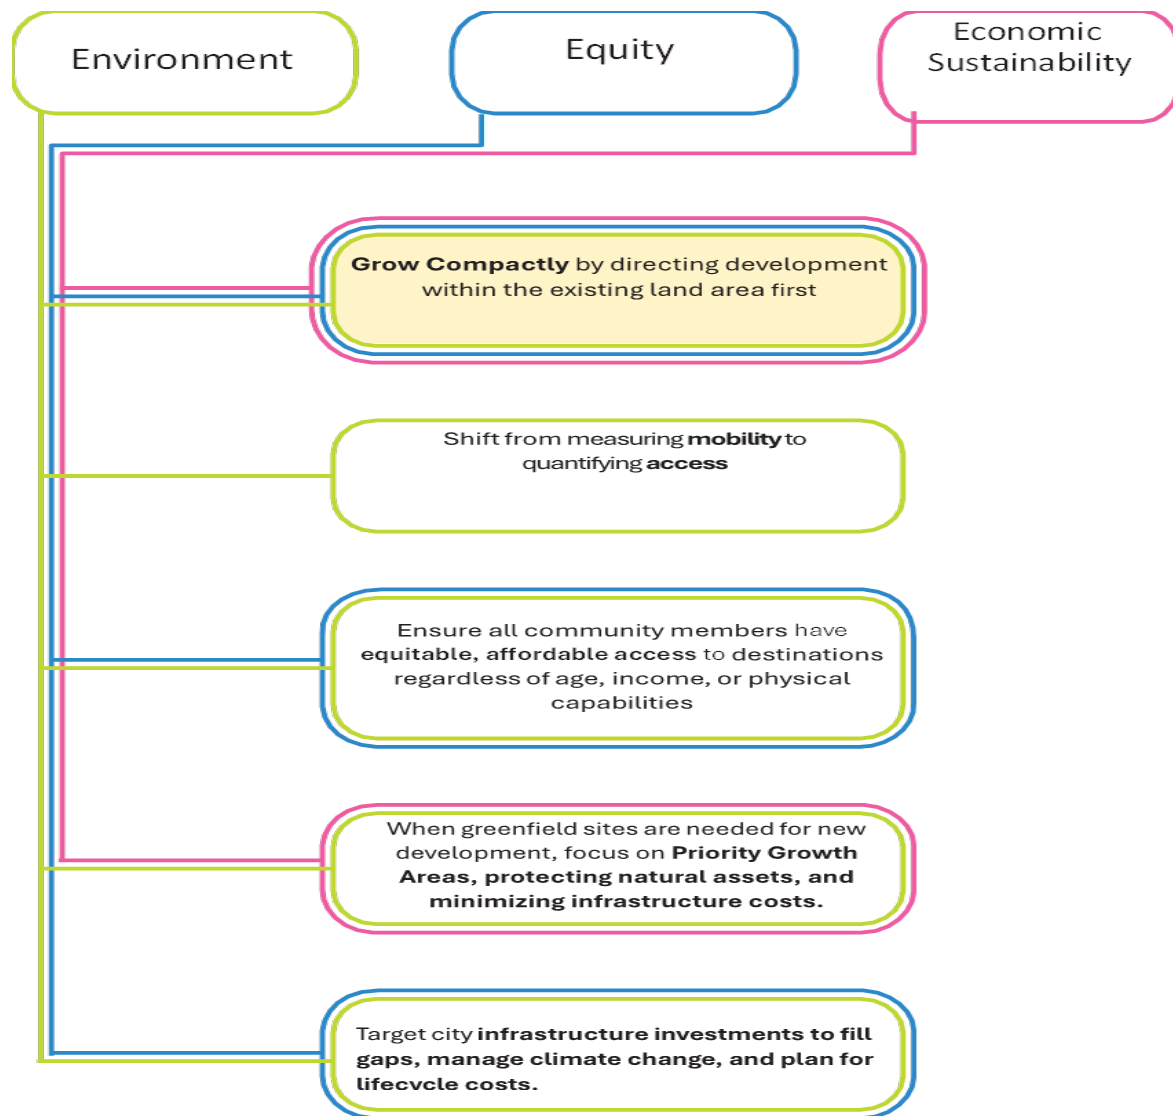 Environment
Equity
Economic
Sustainability
Grow Compactly by directing development
within the existing land area first
Shift from measuring mobility to
quantifying access
Ensure all community members have
equitable, affordable access to destinations
regardless of age, income, or physical
capabilities
When greenfield sites are needed for new
development, focus on Priority Growth
Areas, protecting natural assets, and
minimizing infrastructure costs.
Target city infrastructure investments to fill
gaps, manage climate change, and plan for
lifecycle costs.